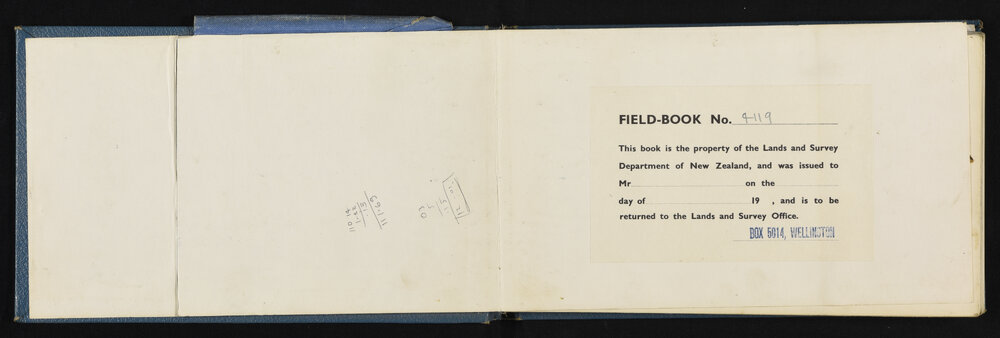 FIELD-BOOK No. 4119
This book is the property of the Lands and Survey
Department of New Zealand, and was issued to
Mr on the
day of 19 , and is to be
returned to the Lands and Survey Office.
BOX 5014, WELLINGTON